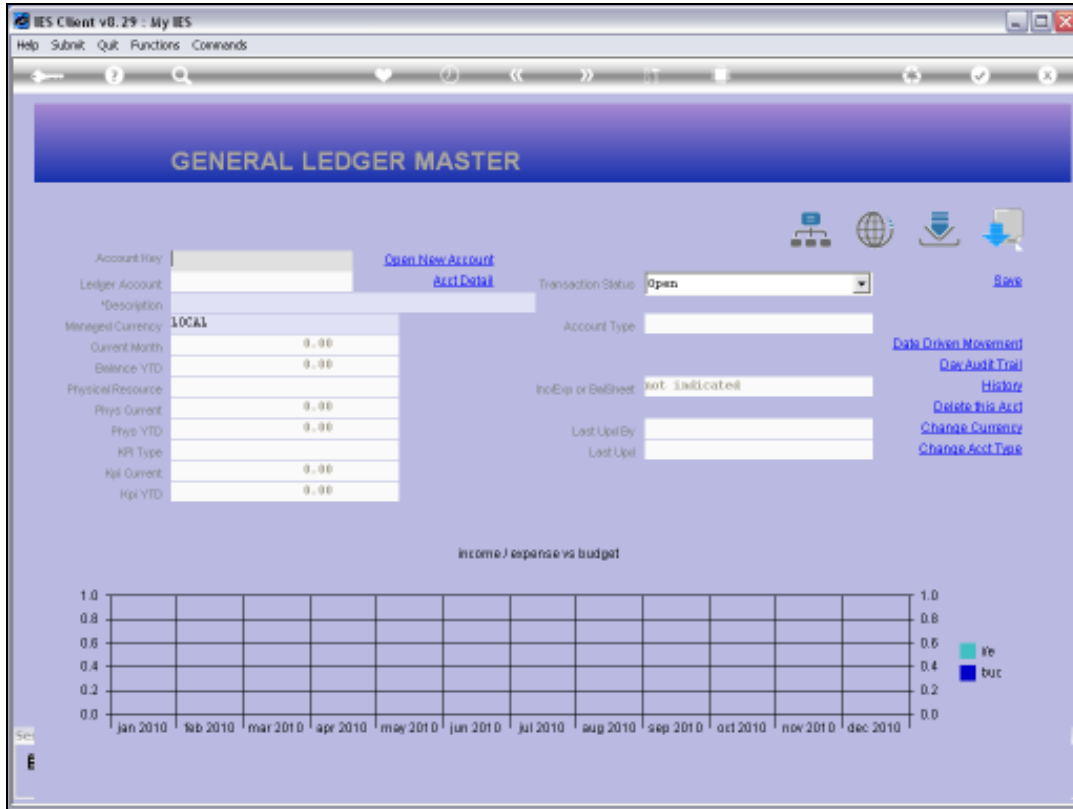 IES Client v8.29 : My IES
Help Submit Quit Functions Commands
GENERAL LEDGER MASTER
Account Key
Open New Account
Ledger Account
Acct Detail
Transaction Status Open
Save
*Description
Managed Currency LOCAL
Account Type
Current Month 0.00
Date Driven Movement
Balance YTD 0.00
Day Audit Trail
Physical Resource
Inc/Exp or BalSheet not indicated
History
Phys Current 0.00
Delete this Acct
Phys YTD 0.00
Last Upd By
Change Currency
KPI Type
Last Upd
Change Acct Type
Kpi Current 0.00
Kpi YTD 0.00
income / expense vs budget
1.0 1.0
0.8 0.8
0.6 0.6
i/e
0.4 0.4
buc
0.2 0.2
0.0 0.0
jan 2010 feb 2010 mar 2010 apr 2010 may 2010 jun 2010 jul 2010 aug 2010 sep 2010 oct 2010 nov 2010 dec 2010
Se